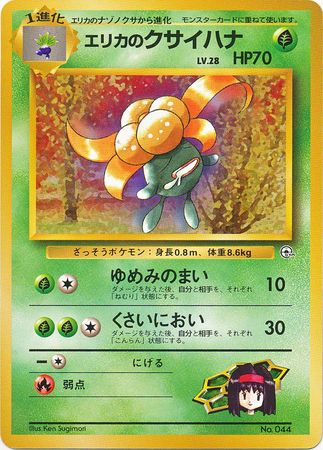 1進化
エリカのナゾノクサから進化 モンスターカードに重ねて使います。
エリカのクサイハナ
LV.28 HP70
ざっそうポケモン：身長0.8m、体重8.6kg
ゆめみのまい 10
ダメージを与えた後、自分と相手を、それぞれ
「ねむり」状態にする。
くさいにおい 30
ダメージを与えた後、自分と相手を、それぞれ
「こんらん」状態にする。
ー にげる
弱点
Illus.Ken Sugimori No. 044